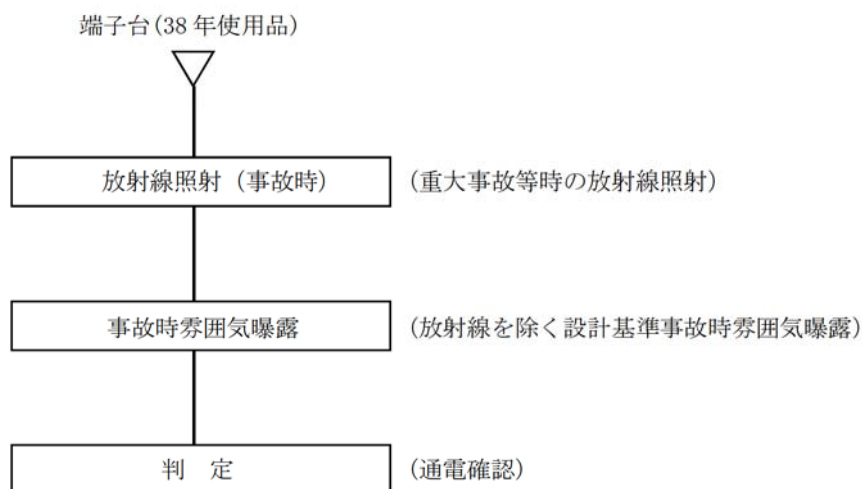 端子台(38 年使用品)
放射線照射（事故時） (重大事故等時の放射線照射)
事故時雰囲気曝露 (放射線を除く設計基準事故時雰囲気曝露)
判 定 (通電確認)